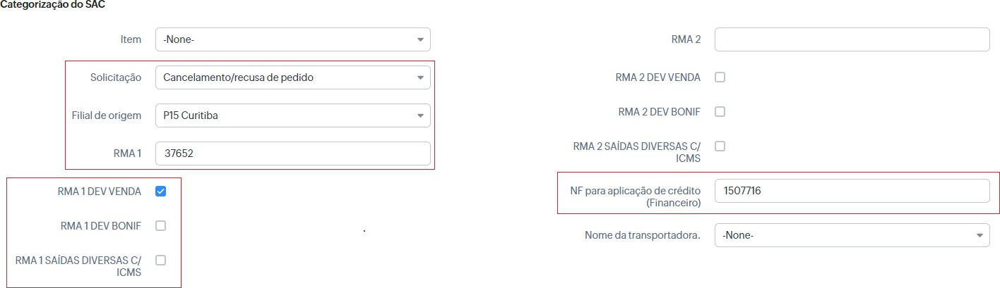 Categorização do SAC
Item
-None-
Solicitação
Cancelamento/recusa de pedido
Filial de origem
P15 Curitiba
RMA 1
37652
RMA 1 DEV VENDA
RMA 1 DEV BONIF
RMA 1 SAÍDAS DIVERSAS C/
ICMS
RMA 2
RMA 2 DEV VENDA
RMA 2 DEV BONIF
RMA 2 SAÍDAS DIVERSAS C/
ICMS
NF para aplicação de crédito
(Financeiro)
1507716
Nome da transportadora.
-None-